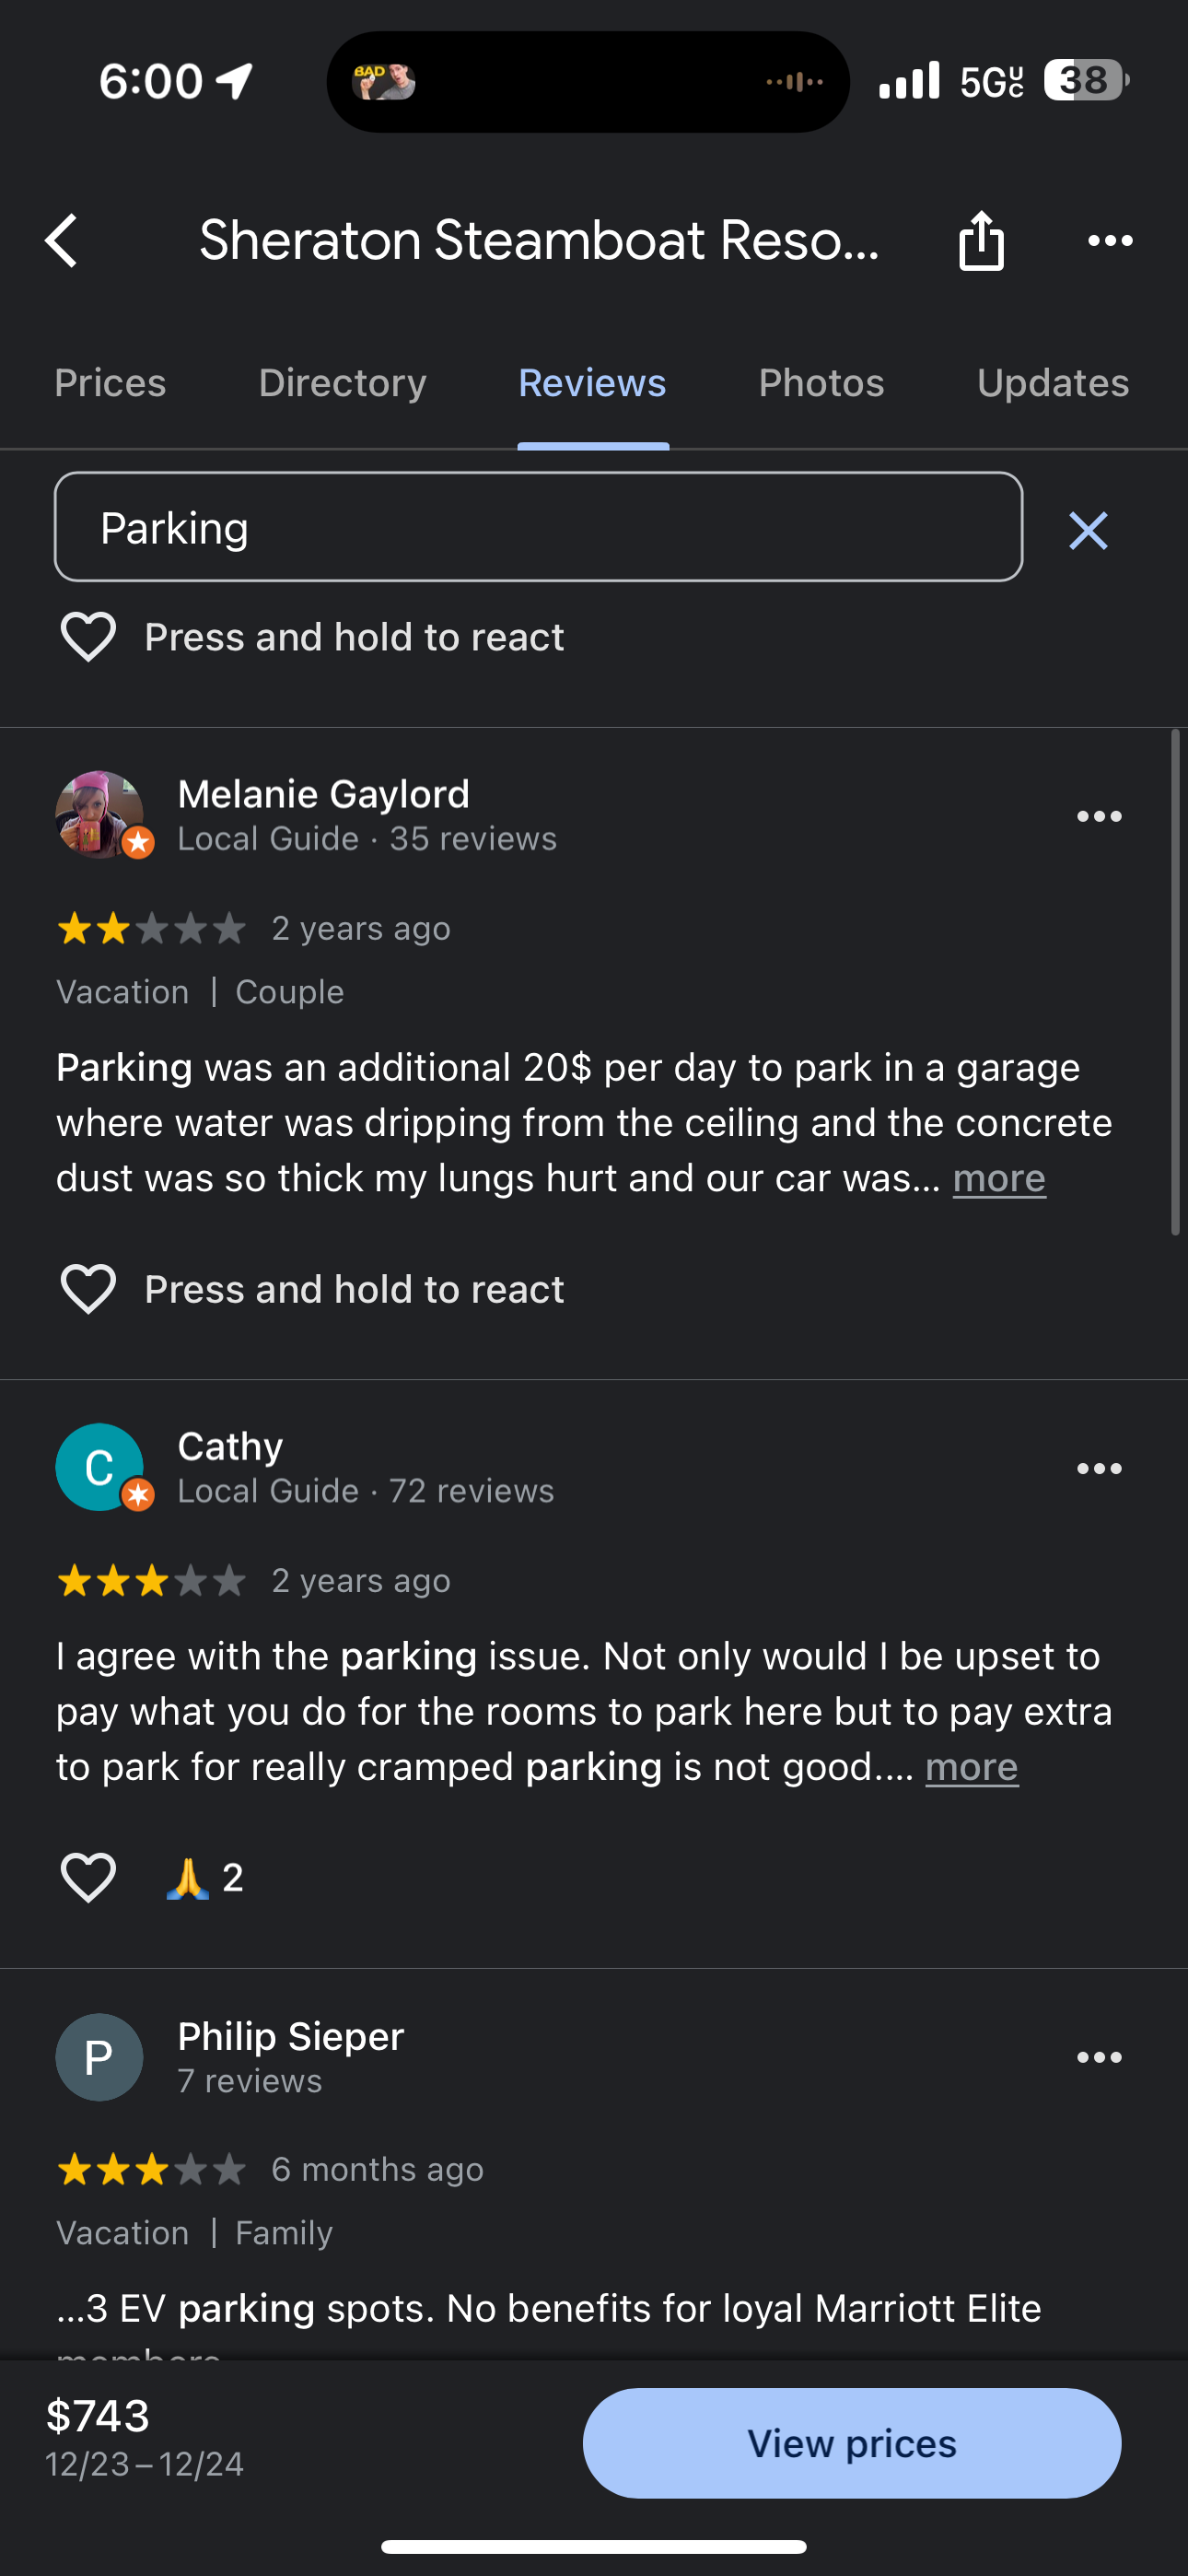 6:00
BAD
5GUC
38
Sheraton Steamboat Reso...
Prices
Directory
Reviews
Photos
Updates
Parking
Press and hold to react
Melanie Gaylord
Local Guide · 35 reviews
2 years ago
Vacation | Couple
Parking was an additional 20$ per day to park in a garage
where water was dripping from the ceiling and the concrete
dust was so thick my lungs hurt and our car was... more
Press and hold to react
C
Cathy
Local Guide · 72 reviews
2 years ago
I agree with the parking issue. Not only would I be upset to
pay what you do for the rooms to park here but to pay extra
to park for really cramped parking is not good.... more
🙏 2
P
Philip Sieper
7 reviews
6 months ago
Vacation | Family
...3 EV parking spots. No benefits for loyal Marriott Elite
$743
12/23 – 12/24
View prices